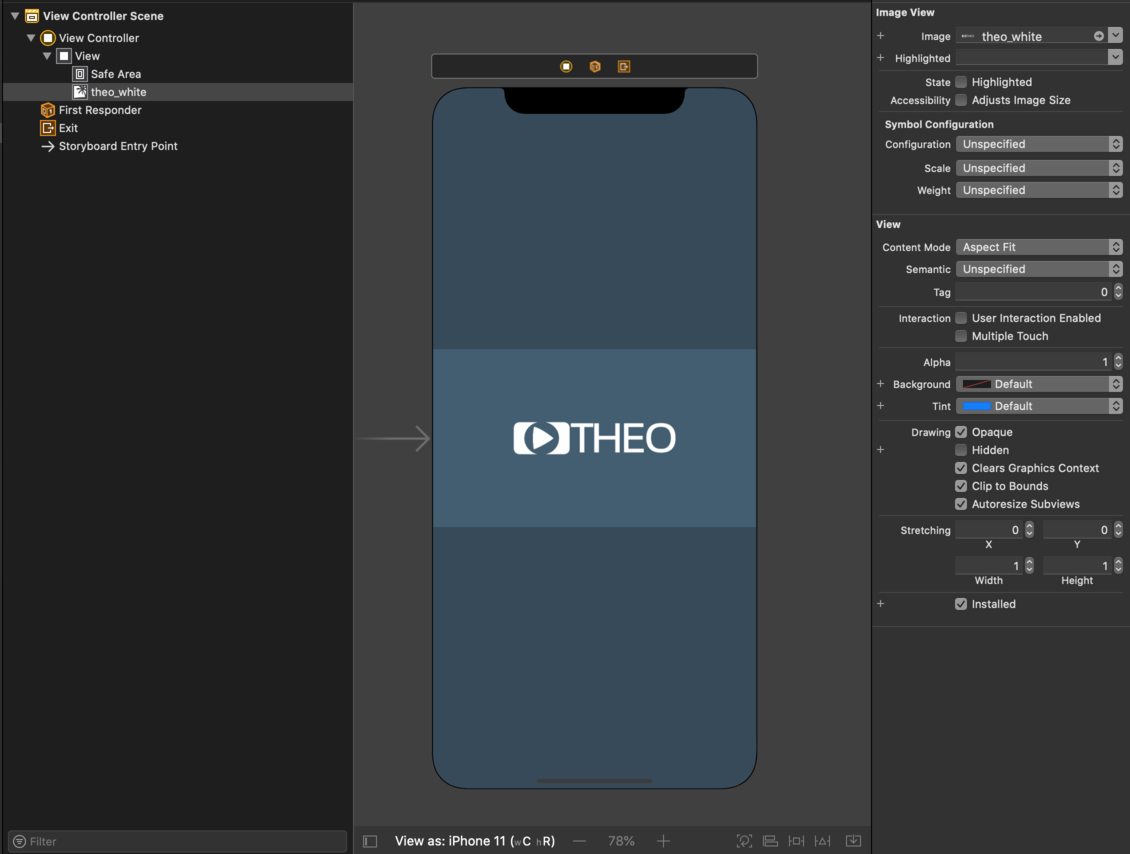 View Controller Scene
View Controller
View
Safe Area
theo_white
First Responder
Exit
Storyboard Entry Point
Filter
THEO
View as: iPhone 11 (wC hR)
78%
Image View
Image theo_white
Highlighted
State Highlighted
Accessibility Adjusts Image Size
Symbol Configuration
Configuration Unspecified
Scale Unspecified
Weight Unspecified
View
Content Mode Aspect Fit
Semantic Unspecified
Tag 0
Interaction User Interaction Enabled
Multiple Touch
Alpha 1
Background Default
Tint Default
Drawing Opaque
Hidden
Clears Graphics Context
Clip to Bounds
Autoresize Subviews
Stretching 0 0
X Y
1 1
Width Height
Installed